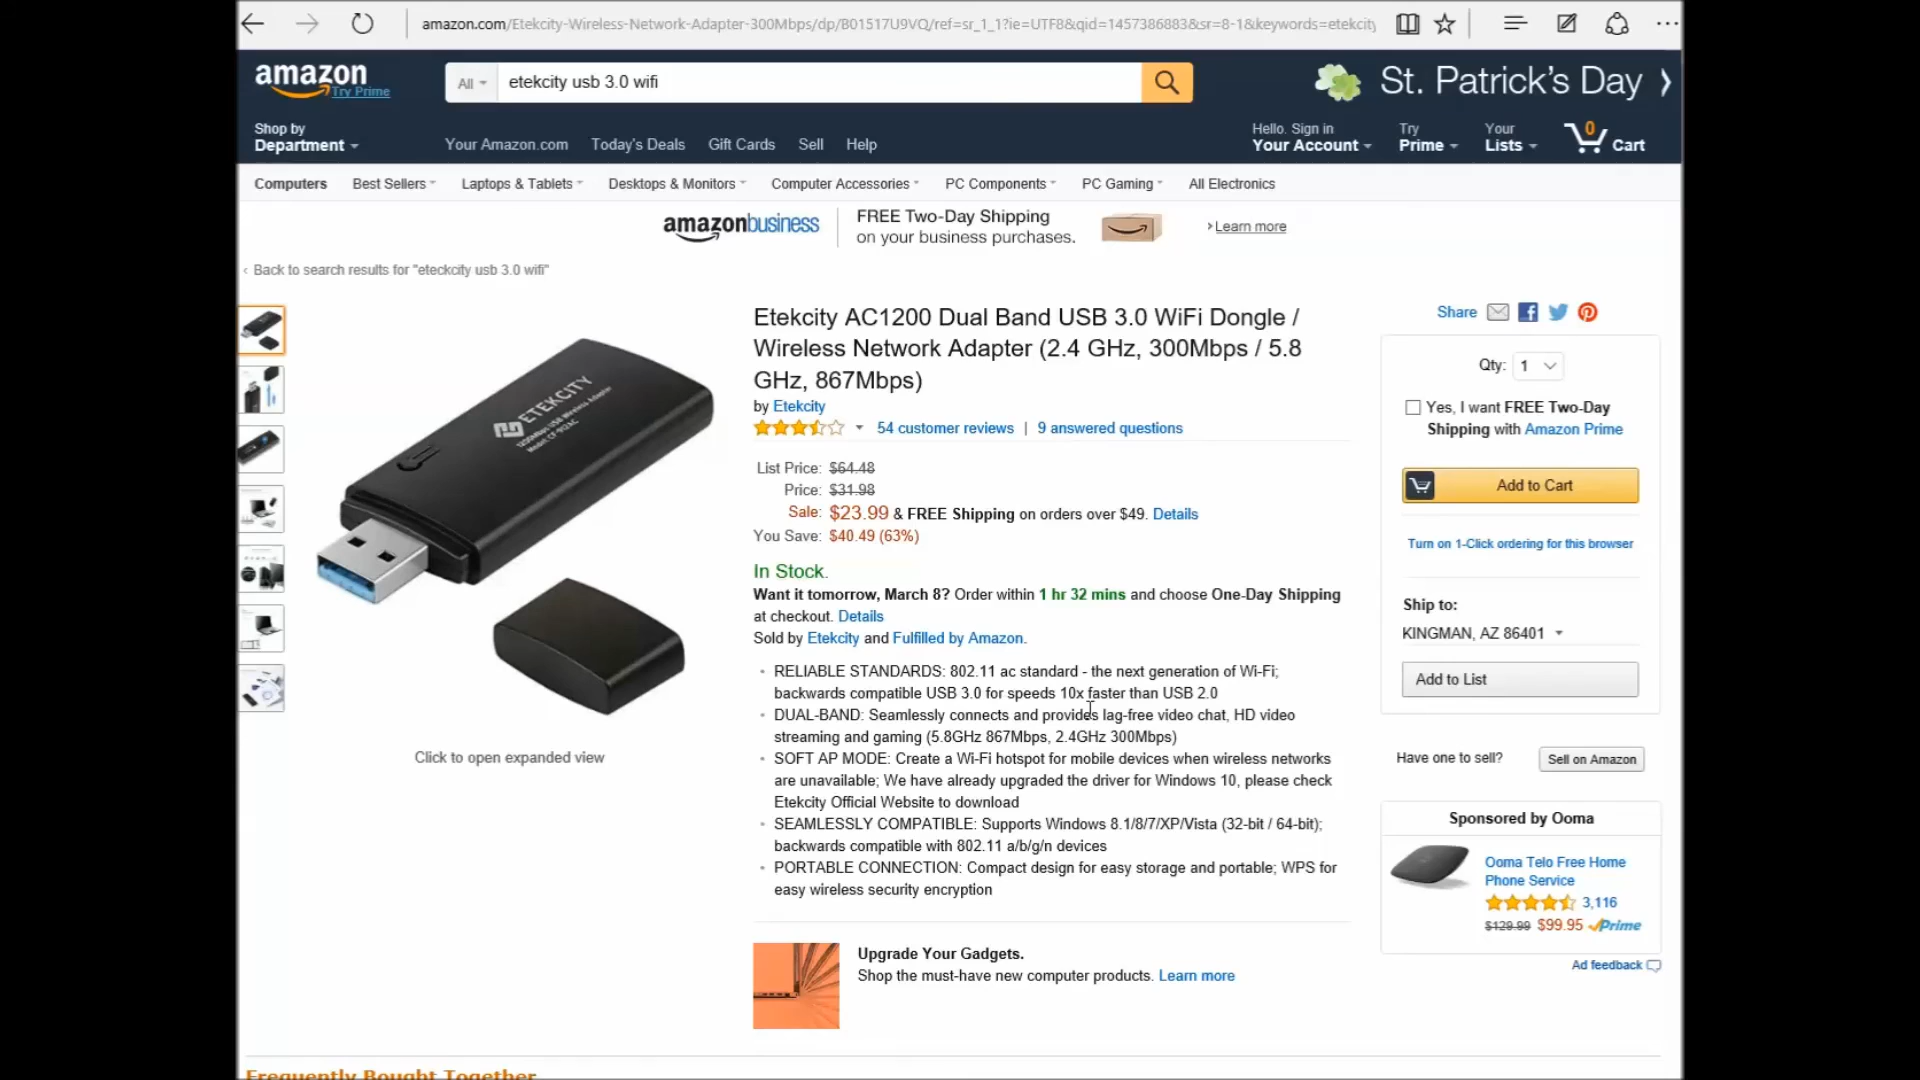 amazon.com/Etekcity-Wireless-Network-Adapter-300Mbps/dp/B01517U9VQ/ref=sr_1_1?ie=UTF8&qid=1457386883&sr=8-1&keywords=etekcity
amazon
Try Prime
All
etekcity usb 3.0 wifi
St. Patrick's Day
Shop by
Department
Your Amazon.com
Today's Deals
Gift Cards
Sell
Help
Hello. Sign in
Your Account
Try
Prime
Your
Lists
0
Cart
Computers
Best Sellers
Laptops & Tablets
Desktops & Monitors
Computer Accessories
PC Components
PC Gaming
All Electronics
amazonbusiness
FREE Two-Day Shipping
on your business purchases.
›Learn more
‹ Back to search results for "eteckcity usb 3.0 wifi"
ETEKCITY
1200Mbps USB Wireless Adapter
Click to open expanded view
Etekcity AC1200 Dual Band USB 3.0 WiFi Dongle /
Wireless Network Adapter (2.4 GHz, 300Mbps / 5.8
GHz, 867Mbps)
by Etekcity
54 customer reviews | 9 answered questions
List Price: $64.48
Price: $31.98
Sale: $23.99 & FREE Shipping on orders over $49. Details
You Save: $40.49 (63%)
In Stock.
Want it tomorrow, March 8? Order within 1 hr 32 mins and choose One-Day Shipping
at checkout. Details
Sold by Etekcity and Fulfilled by Amazon.
RELIABLE STANDARDS: 802.11 ac standard - the next generation of Wi-Fi;
backwards compatible USB 3.0 for speeds 10x faster than USB 2.0
DUAL-BAND: Seamlessly connects and provides lag-free video chat, HD video
streaming and gaming (5.8GHz 867Mbps, 2.4GHz 300Mbps)
SOFT AP MODE: Create a Wi-Fi hotspot for mobile devices when wireless networks
are unavailable; We have already upgraded the driver for Windows 10, please check
Etekcity Official Website to download
SEAMLESSLY COMPATIBLE: Supports Windows 8.1/8/7/XP/Vista (32-bit / 64-bit);
backwards compatible with 802.11 a/b/g/n devices
PORTABLE CONNECTION: Compact design for easy storage and portable; WPS for
easy wireless security encryption
Upgrade Your Gadgets.
Shop the must-have new computer products. Learn more
Share
Qty: 1
Yes, I want FREE Two-Day
Shipping with Amazon Prime
Add to Cart
Turn on 1-Click ordering for this browser
Ship to:
KINGMAN, AZ 86401
Add to List
Have one to sell?
Sell on Amazon
Sponsored by Ooma
Ooma Telo Free Home
Phone Service
3,116
$129.99 $99.95 Prime
Ad feedback
Frequently Bought Together